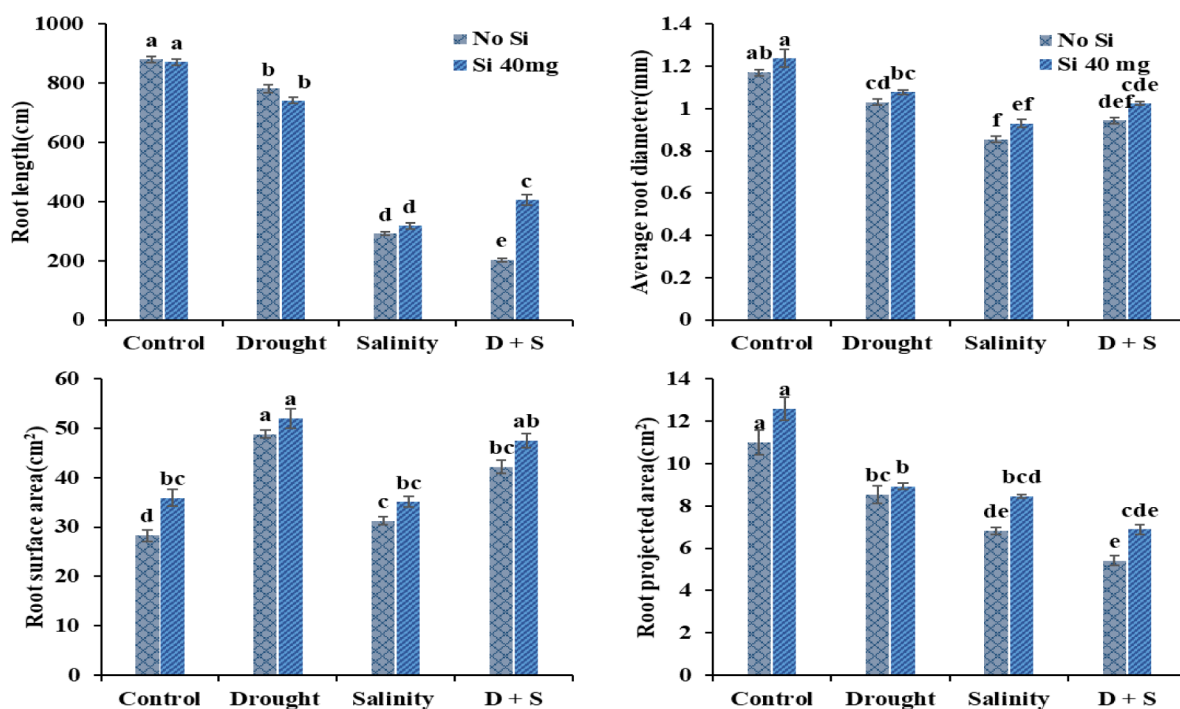 Root length(cm)
1000
800
600
400
200
0
a a
b b
d d
e c
No Si
Si 40mg
Control Drought Salinity D + S
Average root diameter(mm)
1.4
1.2
1
0.8
0.6
0.4
0.2
0
ab a
cd bc
f ef
def cde
No Si
Si 40 mg
Control Drought Salinity D + S
Root surface area(cm²)
60
50
40
30
20
10
0
d bc
a a
c bc
bc ab
Control Drought Salinity D + S
Root projected area(cm²)
14
12
10
8
6
4
2
0
a a
bc b
de bcd
e cde
Control Drought Salinity D + S